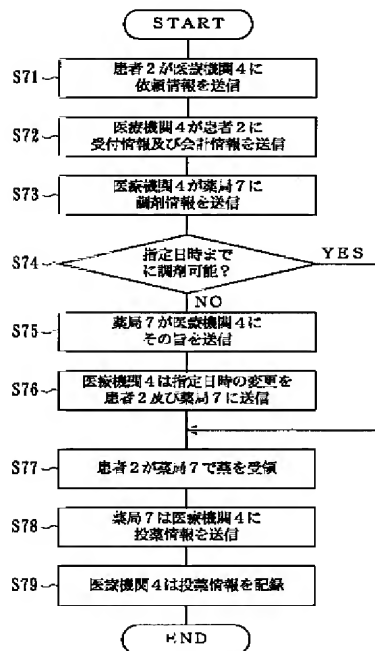 START
S71
患者2が医療機関4に
依頼情報を送信
S72
医療機関4が患者2に
受付情報及び会計情報を送信
S73
医療機関4が薬局7に
調剤情報を送信
S74
指定日時まで
に調剤可能?
YES
NO
S75
薬局7が医療機関4に
その旨を送信
S76
医療機関4は指定日時の変更を
患者2及び薬局7に送信
S77
患者2が薬局7で薬を受領
S78
薬局7は医療機関4に
投薬情報を送信
S79
医療機関4は投薬情報を記録
END